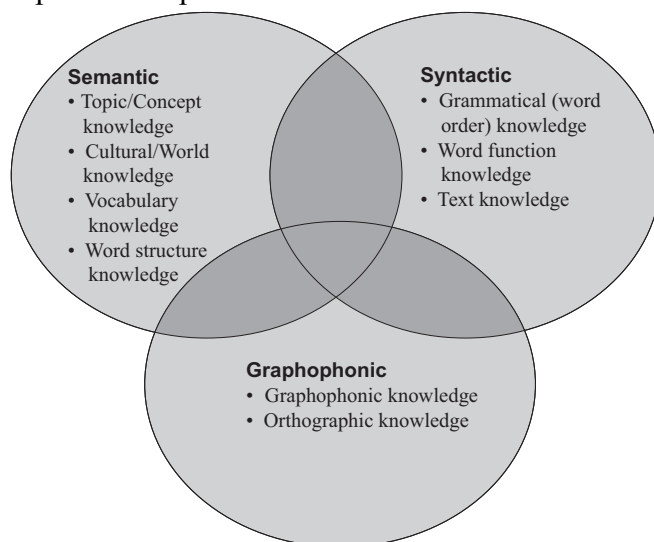 Semantic
• Topic/Concept
knowledge
• Cultural/World
knowledge
• Vocabulary
knowledge
• Word structure
knowledge
Syntactic
• Grammatical (word
order) knowledge
• Word function
knowledge
• Text knowledge
Graphophonic
• Graphophonic knowledge
• Orthographic knowledge